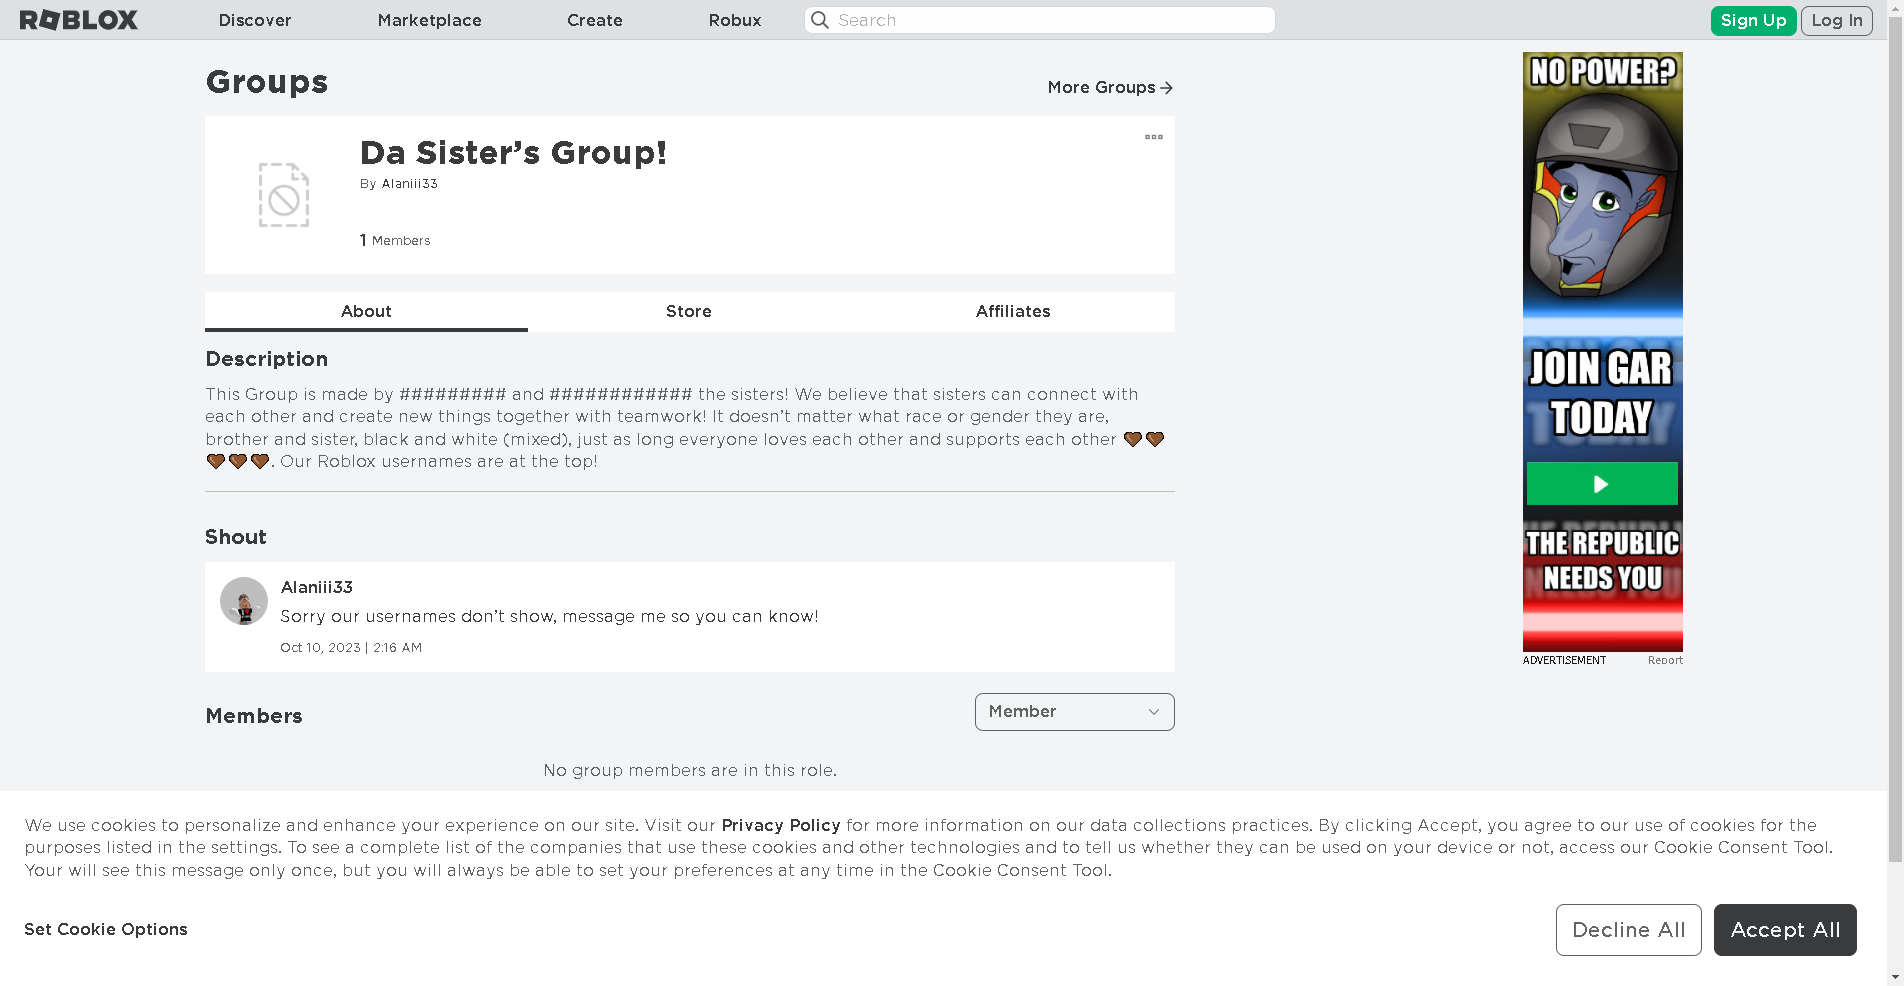 ROBLOX Discover Marketplace Create Robux Search Sign Up Log In
Groups
More Groups
Da Sister's Group!
By Alaniii33
1 Members
About Store Affiliates
Description
This Group is made by ######### and ############ the sisters! We believe that sisters can connect with
each other and create new things together with teamwork! It doesn't matter what race or gender they are,
brother and sister, black and white (mixed), just as long everyone loves each other and supports each other 🤎🤎
🤎🤎🤎. Our Roblox usernames are at the top!
Shout
Alaniii33
Sorry our usernames don't show, message me so you can know!
Oct 10, 2023 | 2:16 AM
Members
Member
No group members are in this role.
NO POWER?
JOIN GAR
TODAY
THE REPUBLIC
NEEDS YOU
ADVERTISEMENT Report
We use cookies to personalize and enhance your experience on our site. Visit our Privacy Policy for more information on our data collections practices. By clicking Accept, you agree to our use of cookies for the
purposes listed in the settings. To see a complete list of the companies that use these cookies and other technologies and to tell us whether they can be used on your device or not, access our Cookie Consent Tool.
Your will see this message only once, but you will always be able to set your preferences at any time in the Cookie Consent Tool.
Set Cookie Options
Decline All
Accept All